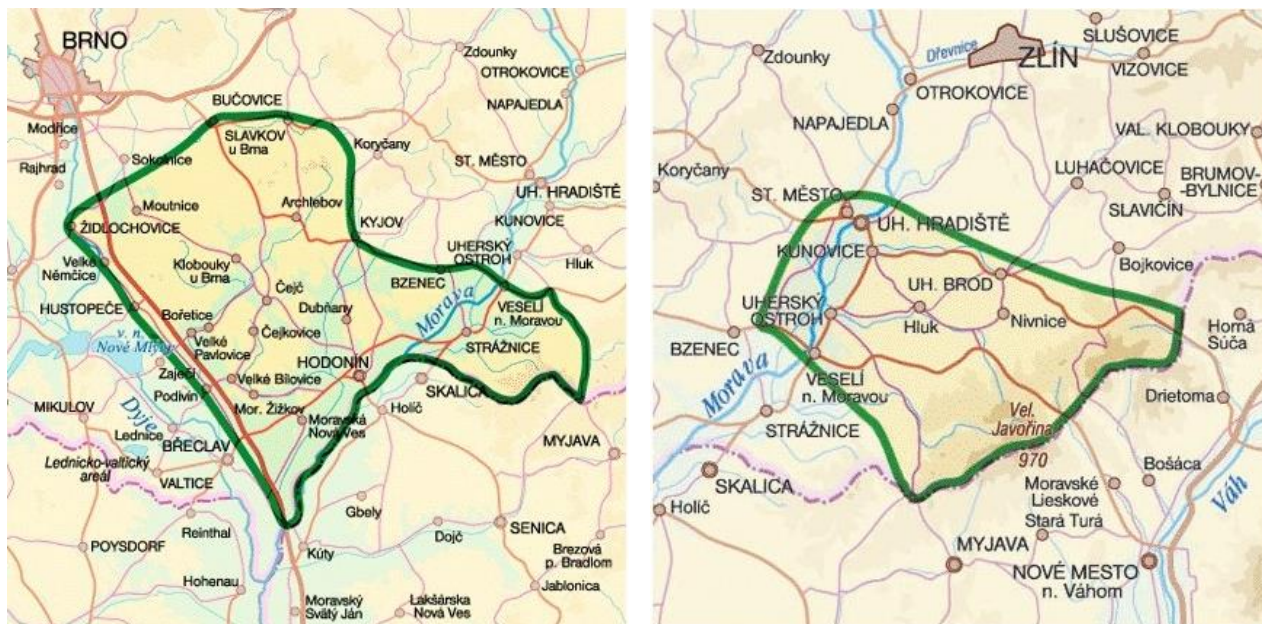 BRNO
Zdounky
OTROKOVICE
NAPAJEDLA
BUČOVICE
SLAVKOV
u Brna
Modřice
Rajhrad
Sokolnice
Koryčany
ST. MĚSTO
UH. HRADIŠTĚ
KUNOVICE
Moutnice
Archlebov
ŽIDLOCHOVICE
KYJOV
UHERSKÝ
OSTROH
Hluk
Velké
Němčice
Klobouky
u Brna
BZENEC
Čejč
Dubňany
Morava
VESELÍ
n. Moravou
HUSTOPEČE
Bořetice
v. n.
Nové Mlýny
Velké
Pavlovice
Čejkovice
STRÁŽNICE
HODONÍN
Zaječí
Velké Bílovice
SKALICA
Podivín
MIKULOV
Dyje
Mor. Žižkov
Moravská
Nová Ves
Holíč
Lednice
BŘECLAV
MYJAVA
Lednicko-valtický
areál
VALTICE
Gbely
Reinthal
Dojč
SENICA
POYSDORF
Kúty
Brezová
p. Bradlom
Hohenau
Jablonica
Moravský
Svätý Ján
Lakšárska
Nová Ves
Zdounky
Dřevnice
ZLÍN
SLUŠOVICE
VIZOVICE
OTROKOVICE
NAPAJEDLA
VAL. KLOBOUKY
Koryčany
LUHAČOVICE
BRUMOV-
-BYLNICE
ST. MĚSTO
SLAVIČÍN
UH. HRADIŠTĚ
KUNOVICE
Bojkovice
UH. BROD
UHERSKÝ
OSTROH
Hluk
Nivnice
Horná
Súča
BZENEC
Morava
VESELÍ
n. Moravou
Drietoma
STRÁŽNICE
Vel.
Javořina
970
SKALICA
Bošáca
Moravské
Lieskové
Váh
Holíč
Stará Turá
MYJAVA
NOVÉ MESTO
n. Váhom